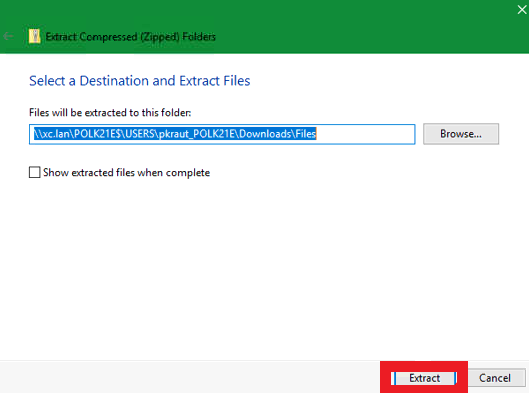 Extract Compressed (Zipped) Folders
Select a Destination and Extract Files
Files will be extracted to this folder:
\\xc.lan\POLK21E$\USERS\pkraut_POLK21E\Downloads\Files
Browse...
Show extracted files when complete
Extract
Cancel